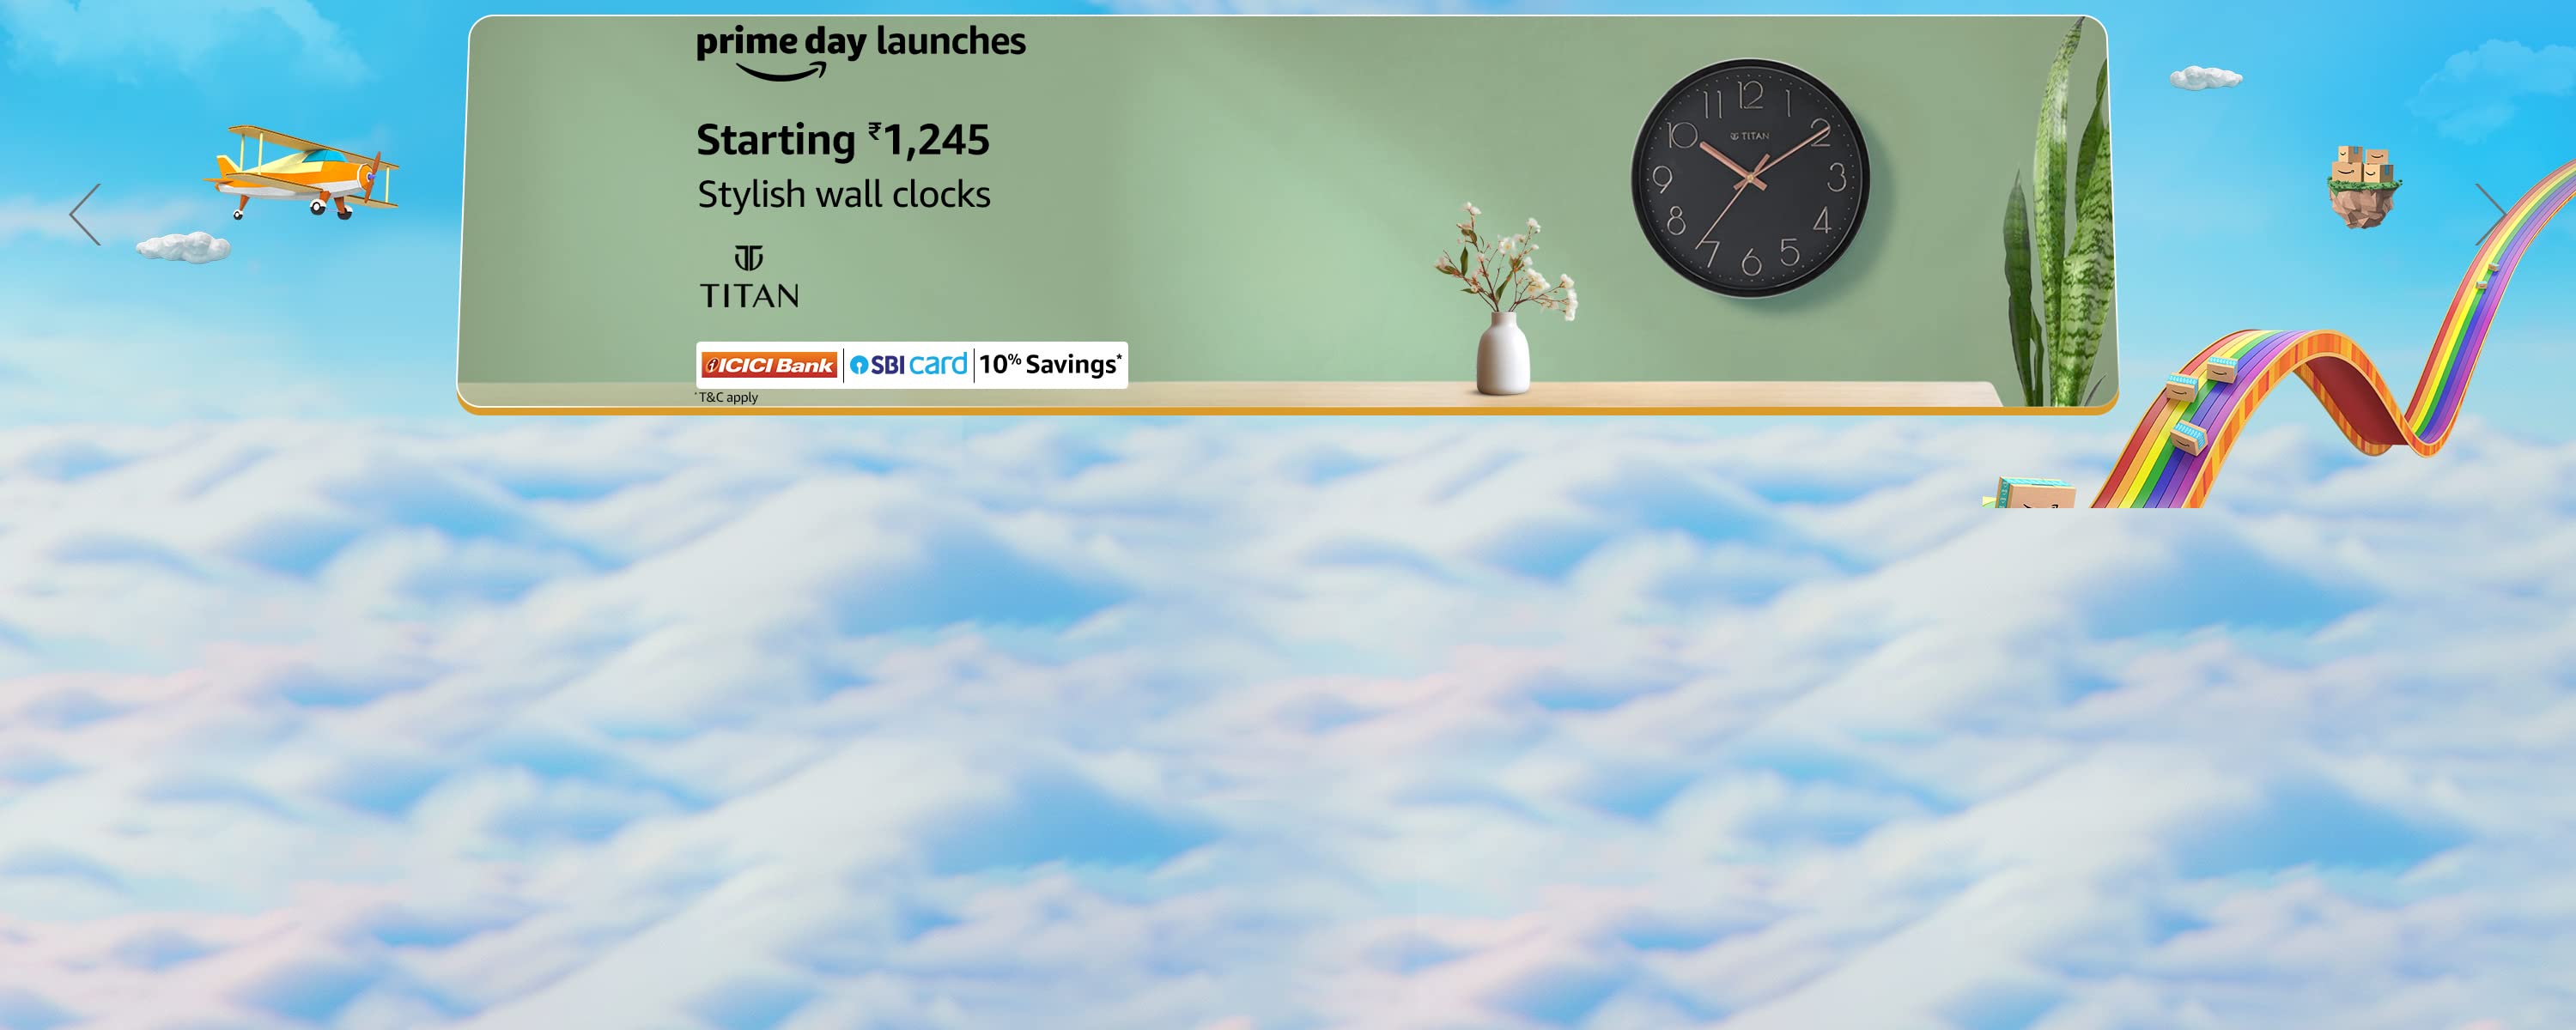 prime day launches
Starting ₹1,245
Stylish wall clocks
TITAN
ICICI Bank | SBI card | 10% Savings*
*T&C apply
12
11
1
10
TITAN
2
9
3
8
4
7
5
6